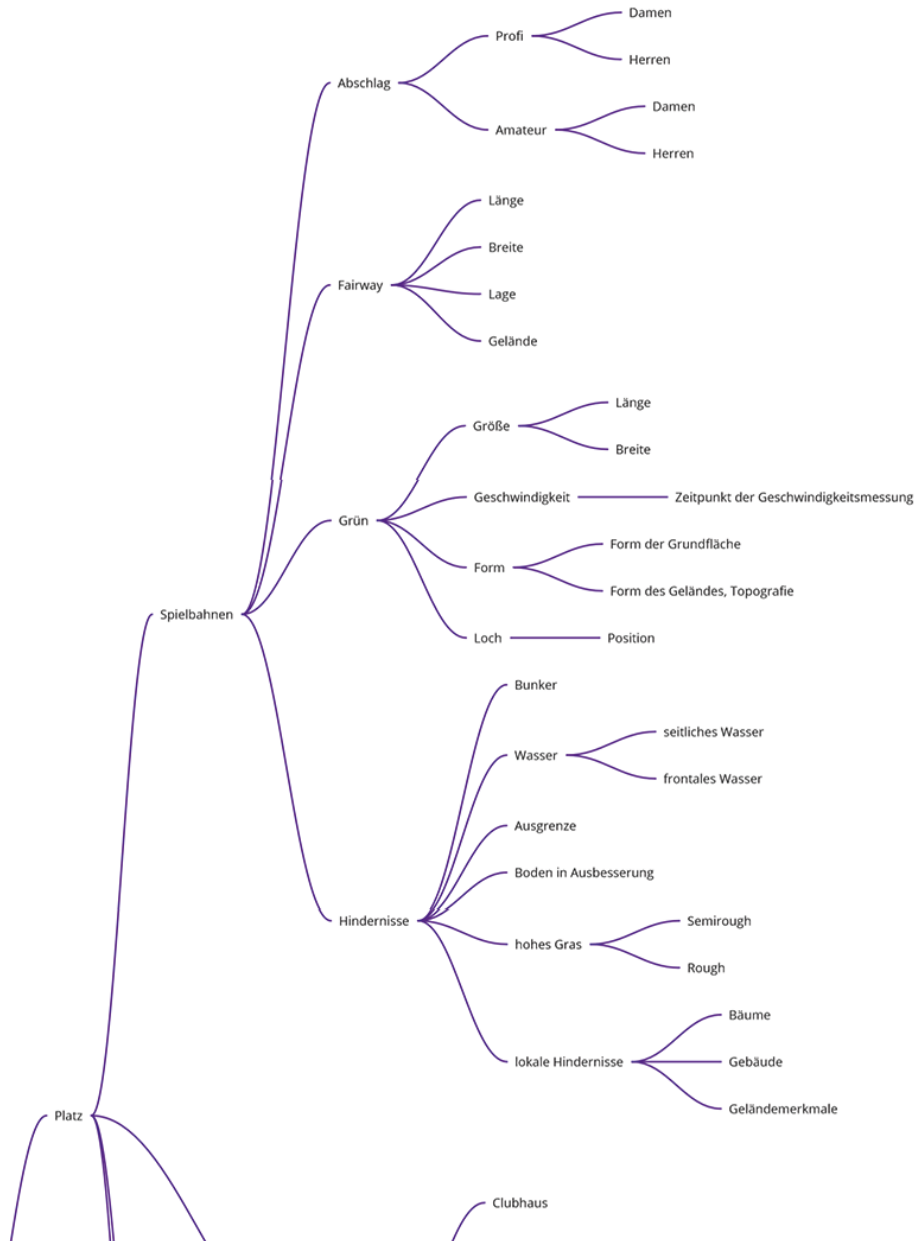 Damen
Profi
Herren
Abschlag
Damen
Amateur
Herren
Länge
Breite
Fairway
Lage
Gelände
Länge
Größe
Breite
Geschwindigkeit
Zeitpunkt der Geschwindigkeitsmessung
Grün
Form der Grundfläche
Form
Form des Geländes, Topografie
Spielbahnen
Loch
Position
Bunker
seitliches Wasser
Wasser
frontales Wasser
Ausgrenze
Boden in Ausbesserung
Hindernisse
Semirough
hohes Gras
Rough
Bäume
lokale Hindernisse
Gebäude
Geländemerkmale
Platz
Clubhaus